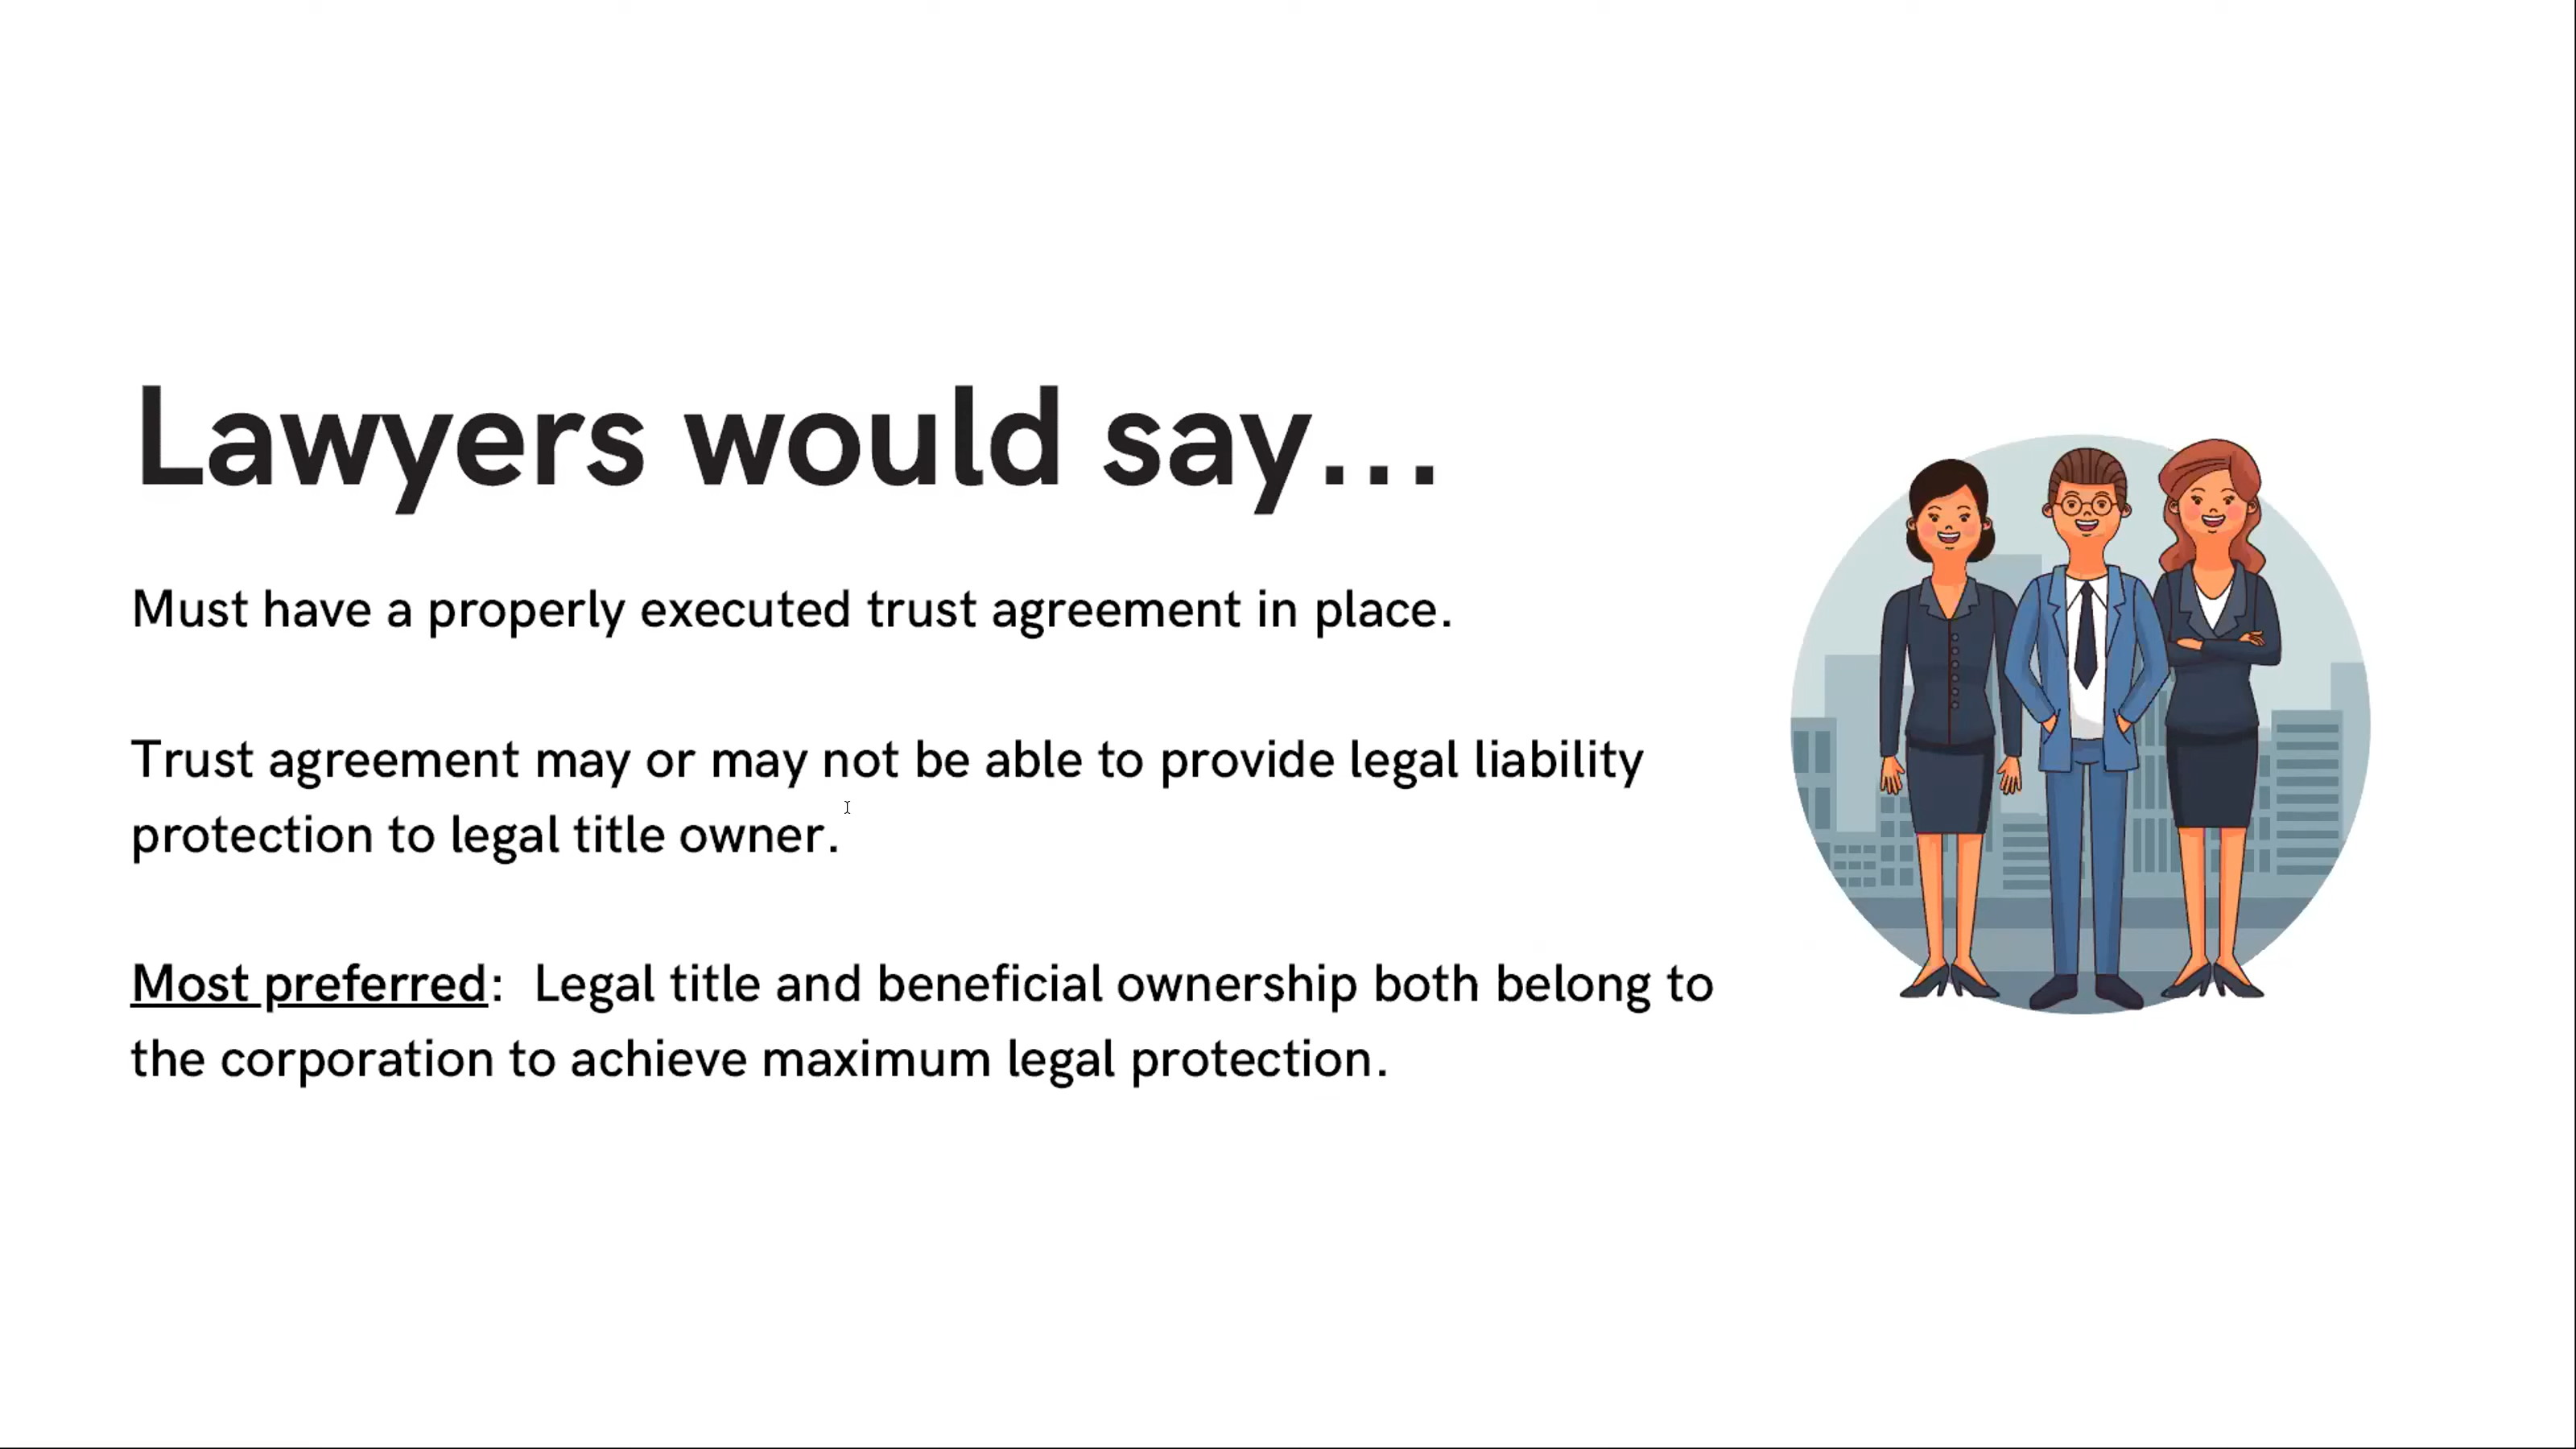 Lawyers would say...
Must have a properly executed trust agreement in place.
Trust agreement may or may not be able to provide legal liability
protection to legal title owner.
Most preferred:  Legal title and beneficial ownership both belong to
the corporation to achieve maximum legal protection.